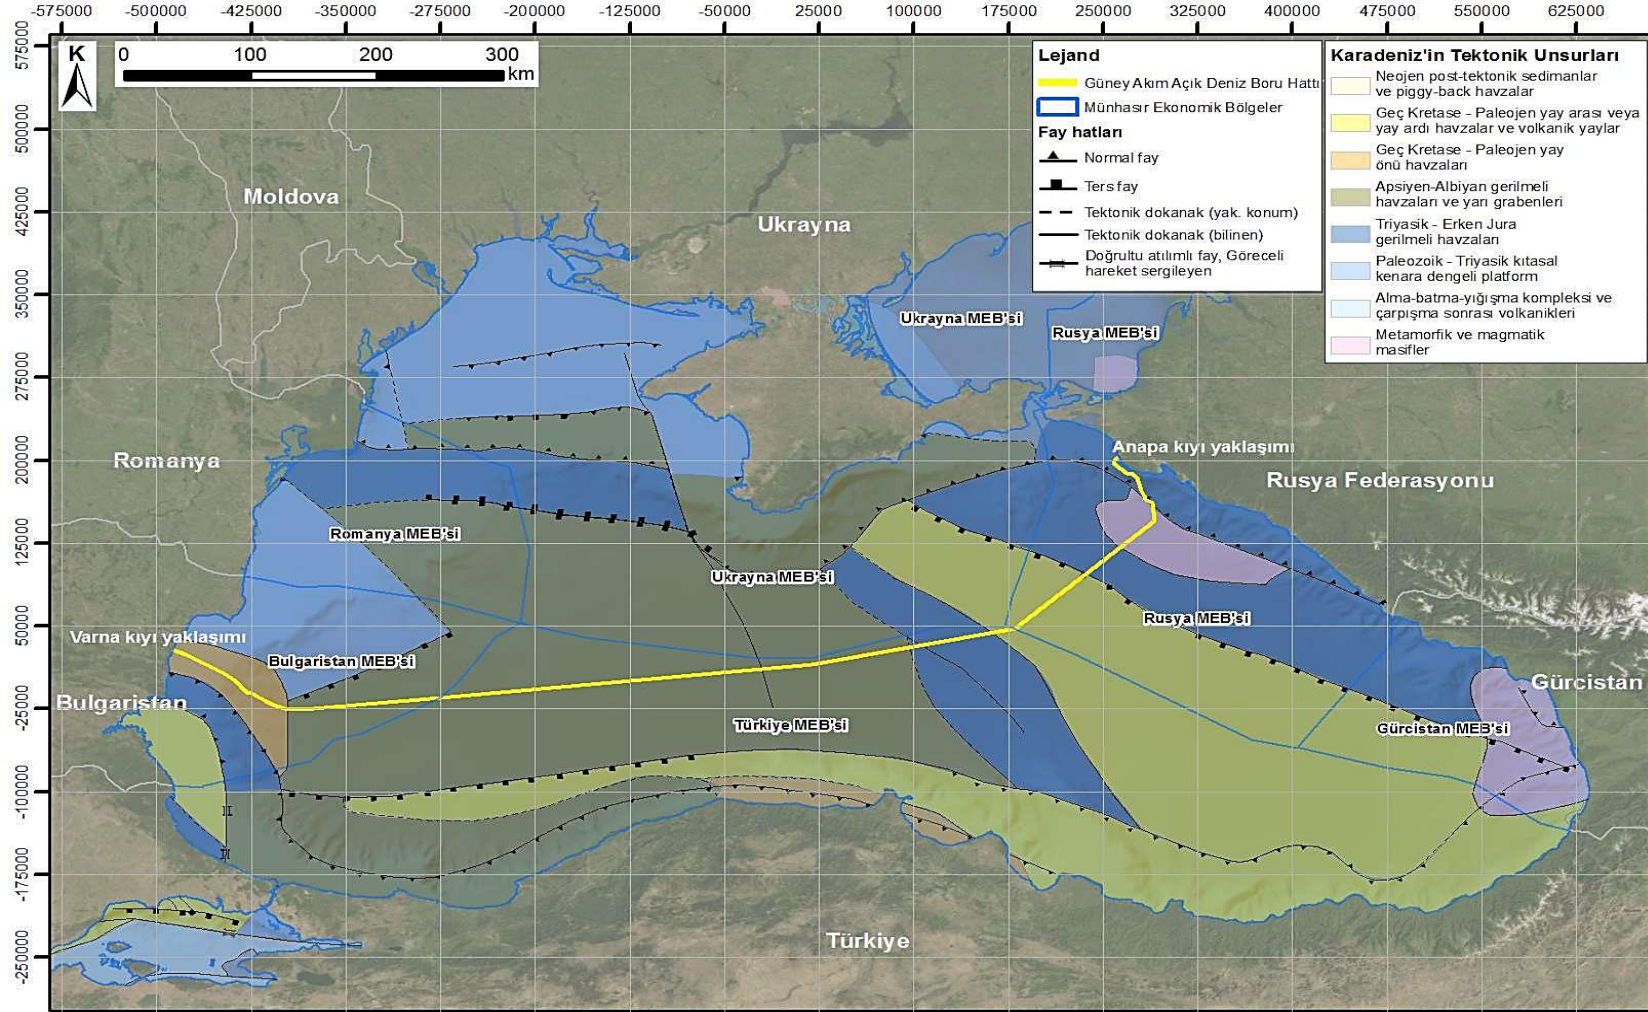 -575000 -500000 -425000 -350000 -275000 -200000 -125000 -50000 25000 100000 175000 250000 325000 400000 475000 550000 625000
575000
500000
425000
350000
275000
200000
125000
50000
-25000
-100000
-175000
-250000
K
0 100 200 300
km
Lejand
Güney Akım Açık Deniz Boru Hattı
Münhasır Ekonomik Bölgeler
Fay hatları
Normal fay
Ters fay
Tektonik dokanak (yak. konum)
Tektonik dokanak (bilinen)
Doğrultu atılımlı fay, Göreceli
hareket sergileyen
Karadeniz'in Tektonik Unsurları
Neojen post-tektonik sedimanlar
ve piggy-back havzalar
Geç Kretase - Paleojen yay arası veya
yay ardı havzalar ve volkanik yaylar
Geç Kretase - Paleojen yay
önü havzaları
Apsiyen-Albiyan gerilmeli
havzaları ve yarı grabenleri
Triyasik - Erken Jura
gerilmeli havzaları
Paleozoik - Triyasik kıtasal
kenara dengeli platform
Alma-batma-yığışma kompleksi ve
çarpışma sonrası volkanikleri
Metamorfik ve magmatik
masifler
Moldova
Ukrayna
Ukrayna MEB'si
Rusya MEB'si
Romanya
Anapa kıyı yaklaşımı
Rusya Federasyonu
Romanya MEB'si
Ukrayna MEB'si
Rusya MEB'si
Varna kıyı yaklaşımı
Bulgaristan MEB'si
Bulgaristan
Gürcistan
Türkiye MEB'si
Gürcistan MEB'si
Türkiye